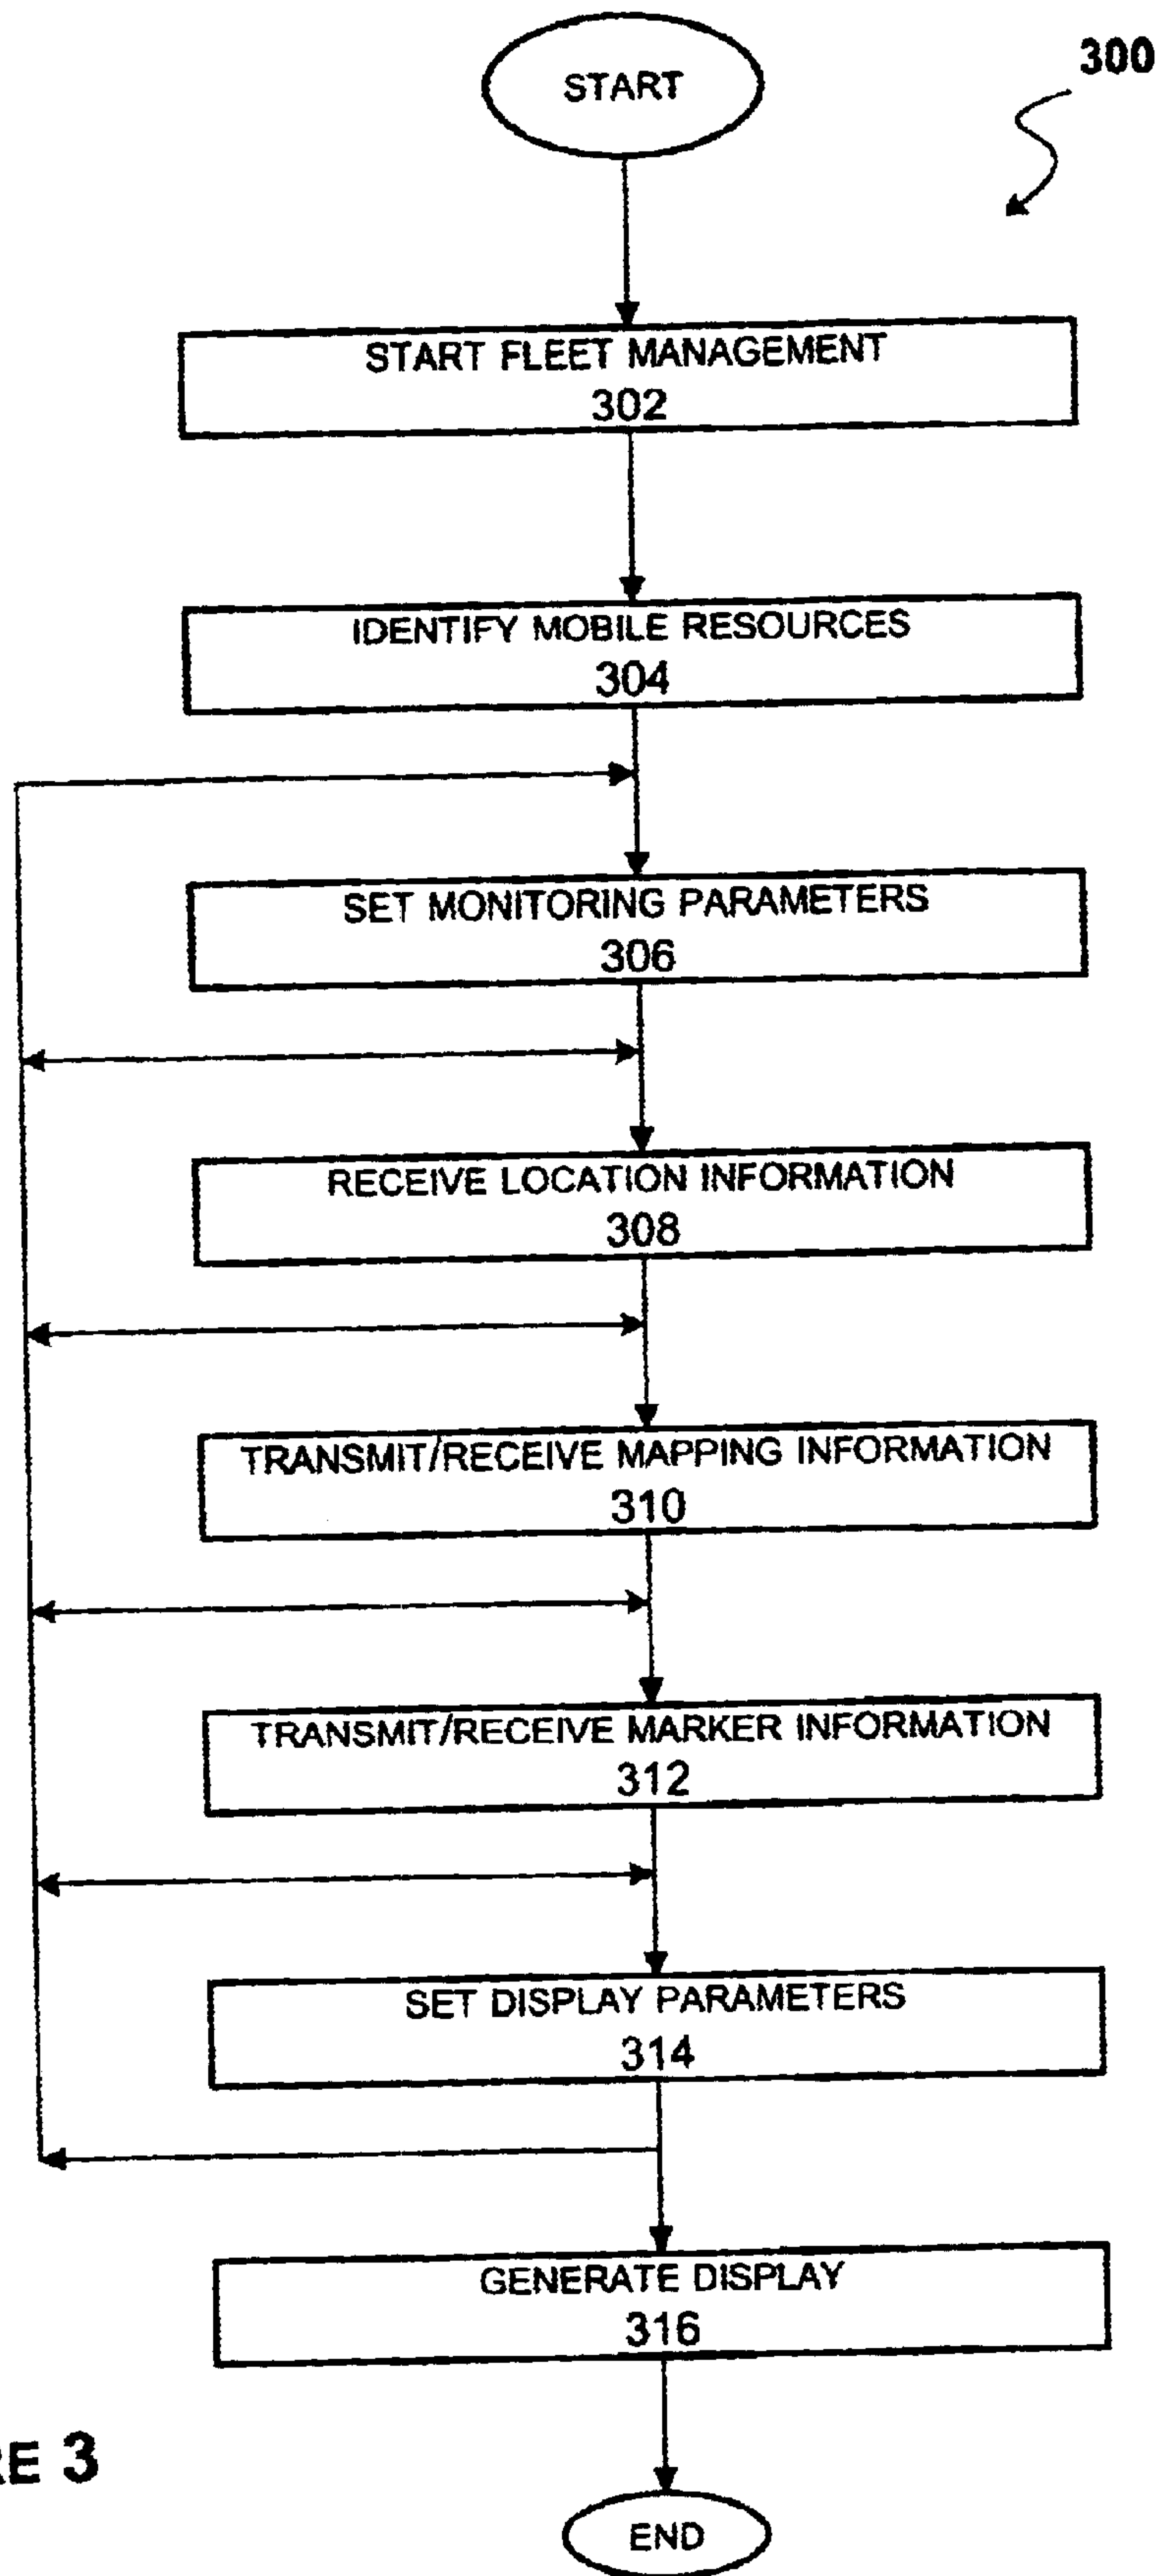 START
300
START FLEET MANAGEMENT
302
IDENTIFY MOBILE RESOURCES
304
SET MONITORING PARAMETERS
306
RECEIVE LOCATION INFORMATION
308
TRANSMIT/RECEIVE MAPPING INFORMATION
310
TRANSMIT/RECEIVE MARKER INFORMATION
312
SET DISPLAY PARAMETERS
314
GENERATE DISPLAY
316
3
END